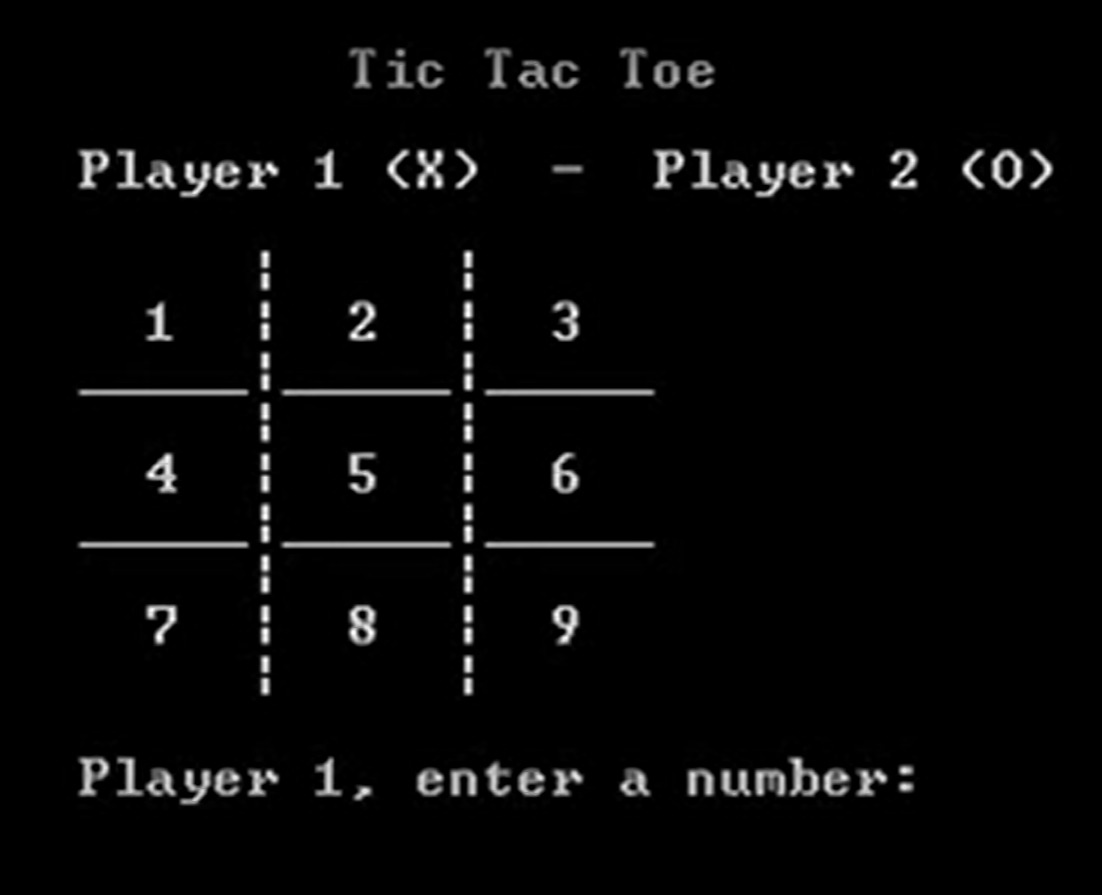 Tic Tac Toe
Player 1 (X) - Player 2 (O)
1 2 3
4 5 6
7 8 9
Player 1, enter a number: